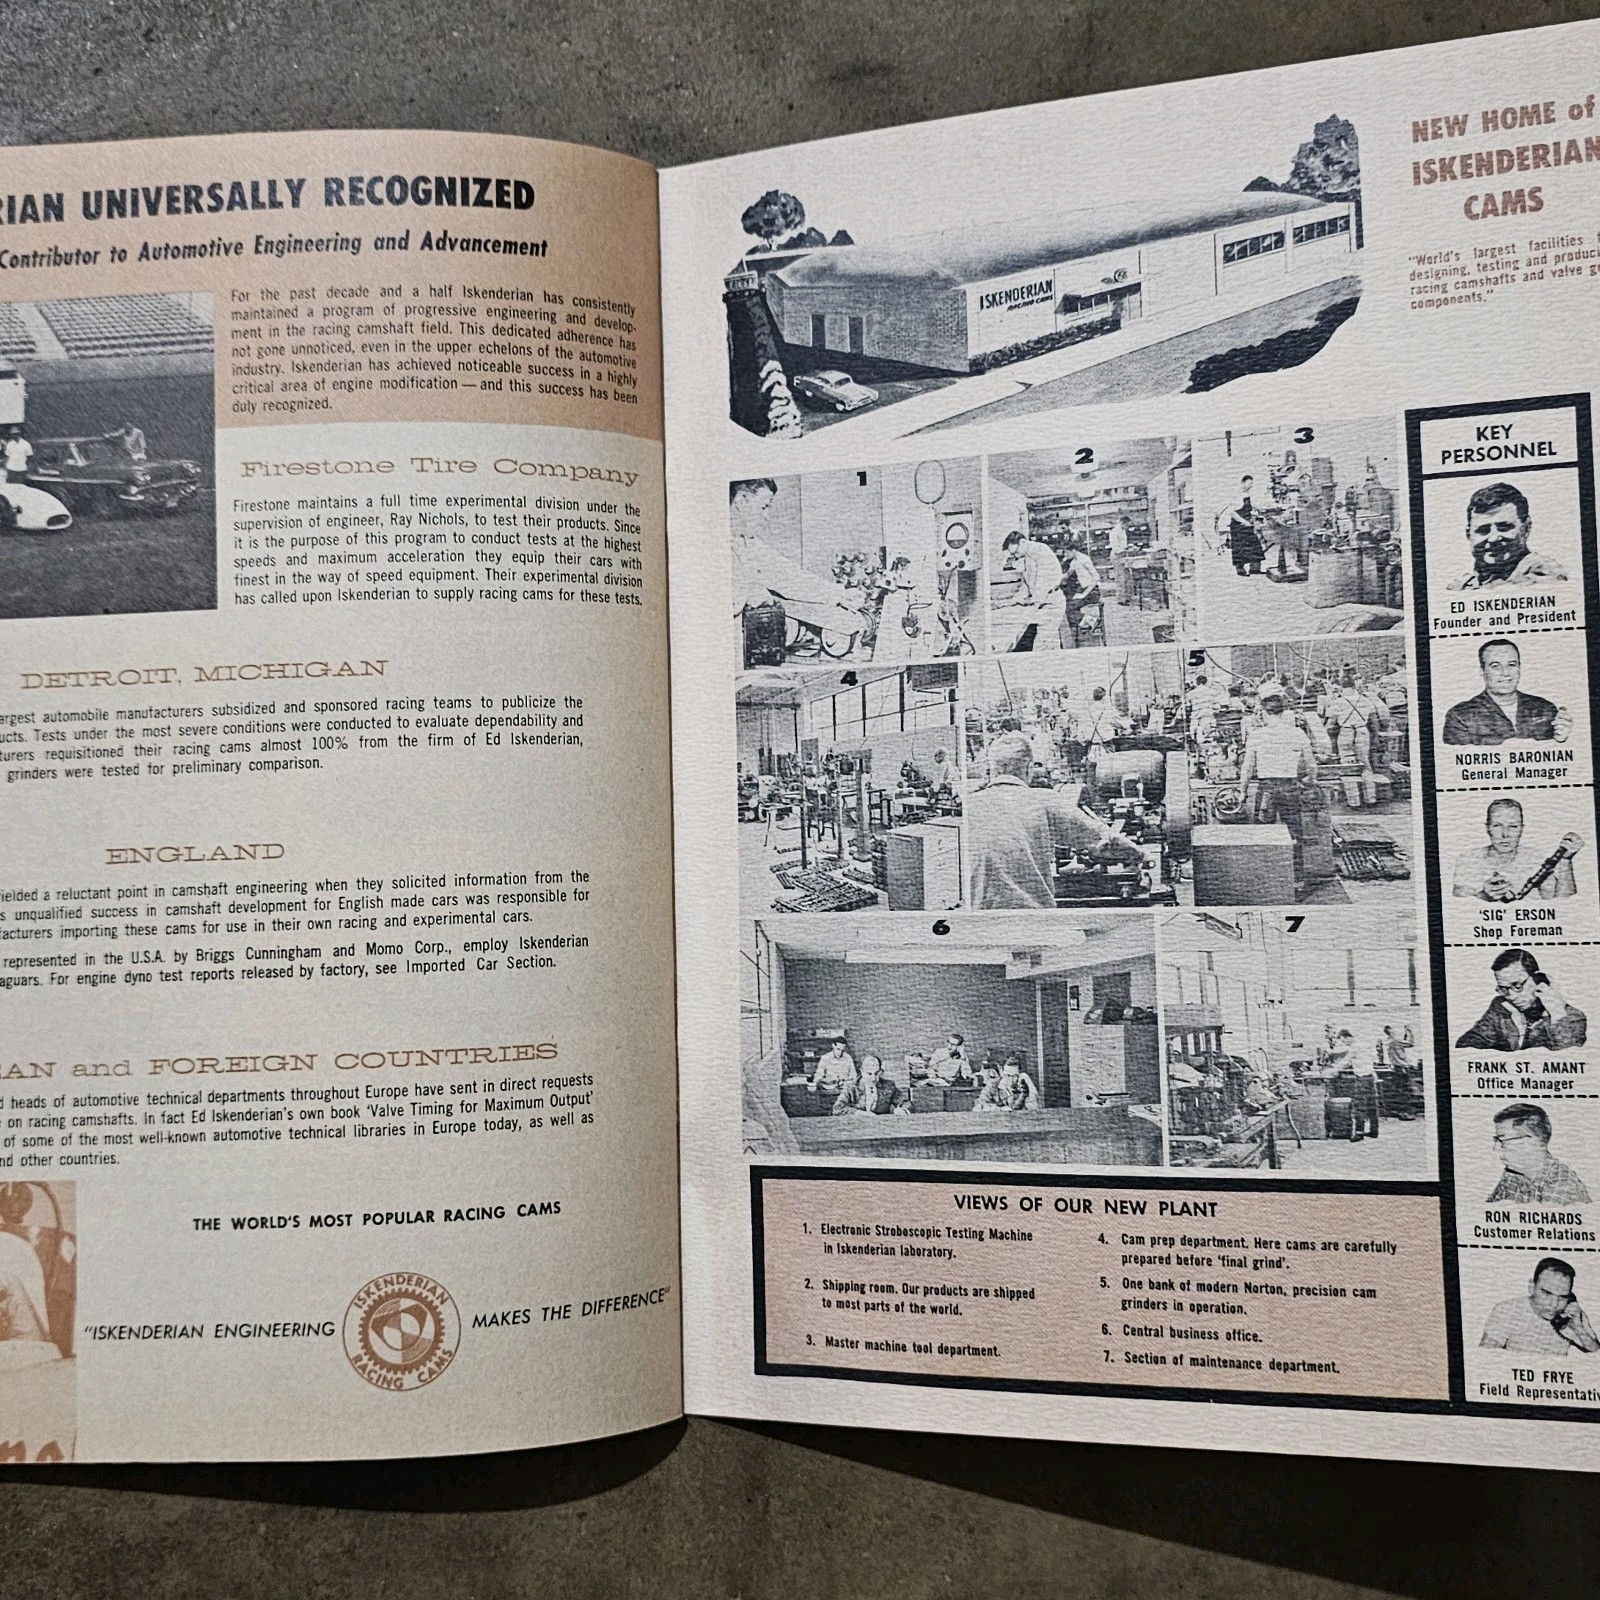 RIAN UNIVERSALLY RECOGNIZED
Contributor to Automotive Engineering and Advancement
For the past decade and a half Iskenderian has consistently
maintained a program of progressive engineering and develop-
ment in the racing camshaft field. This dedicated adherence has
not gone unnoticed, even in the upper echelons of the automotive
industry. Iskenderian has achieved noticeable success in a highly
critical area of engine modification — and this success has been
duly recognized.
Firestone Tire Company
Firestone maintains a full time experimental division under the
supervision of engineer, Ray Nichols, to test their products. Since
it is the purpose of this program to conduct tests at the highest
speeds and maximum acceleration they equip their cars with
finest in the way of speed equipment. Their experimental division
has called upon Iskenderian to supply racing cams for these tests.
DETROIT, MICHIGAN
argest automobile manufacturers subsidized and sponsored racing teams to publicize the
ucts. Tests under the most severe conditions were conducted to evaluate dependability and
turers requisitioned their racing cams almost 100% from the firm of Ed Iskenderian,
grinders were tested for preliminary comparison.
ENGLAND
ielded a reluctant point in camshaft engineering when they solicited information from the
s unqualified success in camshaft development for English made cars was responsible for
facturers importing these cams for use in their own racing and experimental cars.
represented in the U.S.A. by Briggs Cunningham and Momo Corp., employ Iskenderian
aguars. For engine dyno test reports released by factory, see Imported Car Section.
EAN and FOREIGN COUNTRIES
d heads of automotive technical departments throughout Europe have sent in direct requests
e on racing camshafts. In fact Ed Iskenderian's own book 'Valve Timing for Maximum Output'
of some of the most well-known automotive technical libraries in Europe today, as well as
nd other countries.
THE WORLD'S MOST POPULAR RACING CAMS
"ISKENDERIAN ENGINEERING
ISKENDERIAN
RACING CAMS
MAKES THE DIFFERENCE"
NEW HOME of
ISKENDERIAN
CAMS
"World's largest facilities f
designing, testing and produci
racing camshafts and valve g
components."
ISKENDERIAN
RACING CAMS
1
2
3
4
5
6
7
VIEWS OF OUR NEW PLANT
1. Electronic Stroboscopic Testing Machine
in Iskenderian laboratory.
2. Shipping room. Our products are shipped
to most parts of the world.
3. Master machine tool department.
4. Cam prep department. Here cams are carefully
prepared before 'final grind'.
5. One bank of modern Norton, precision cam
grinders in operation.
6. Central business office.
7. Section of maintenance department.
KEY
PERSONNEL
ED ISKENDERIAN
Founder and President
NORRIS BARONIAN
General Manager
'SIG' ERSON
Shop Foreman
FRANK ST. AMANT
Office Manager
RON RICHARDS
Customer Relations
TED FRYE
Field Representativ